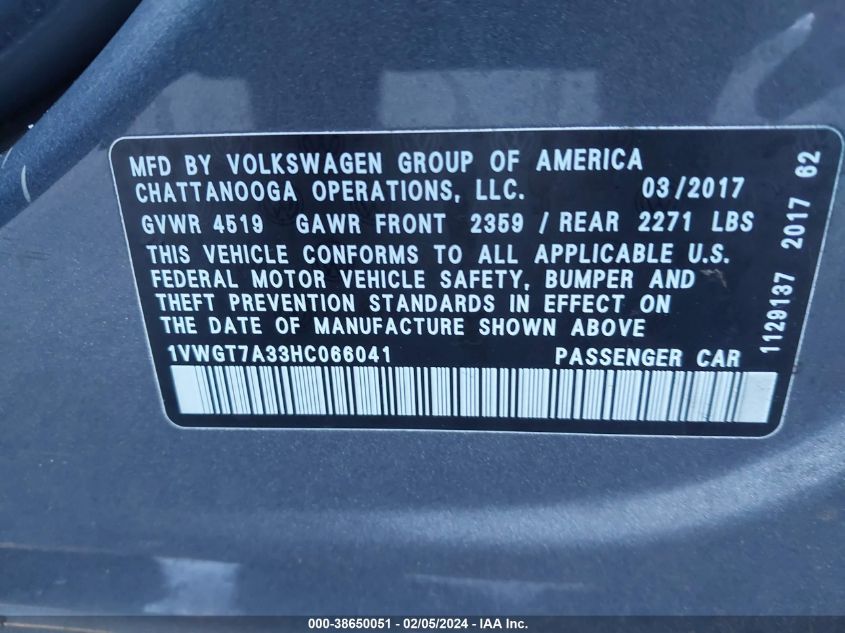 MFD BY VOLKSWAGEN GROUP OF AMERICA
CHATTANOOGA OPERATIONS, LLC. 03/2017
GVWR 4519 GAWR FRONT 2359 / REAR 2271 LBS
THIS VEHICLE CONFORMS TO ALL APPLICABLE U.S.
FEDERAL MOTOR VEHICLE SAFETY, BUMPER AND
THEFT PREVENTION STANDARDS IN EFFECT ON
THE DATE OF MANUFACTURE SHOWN ABOVE
1VWGT7A33HC066041 PASSENGER CAR
1129137 2017 62
000-38650051 - 02/05/2024 - IAA Inc.